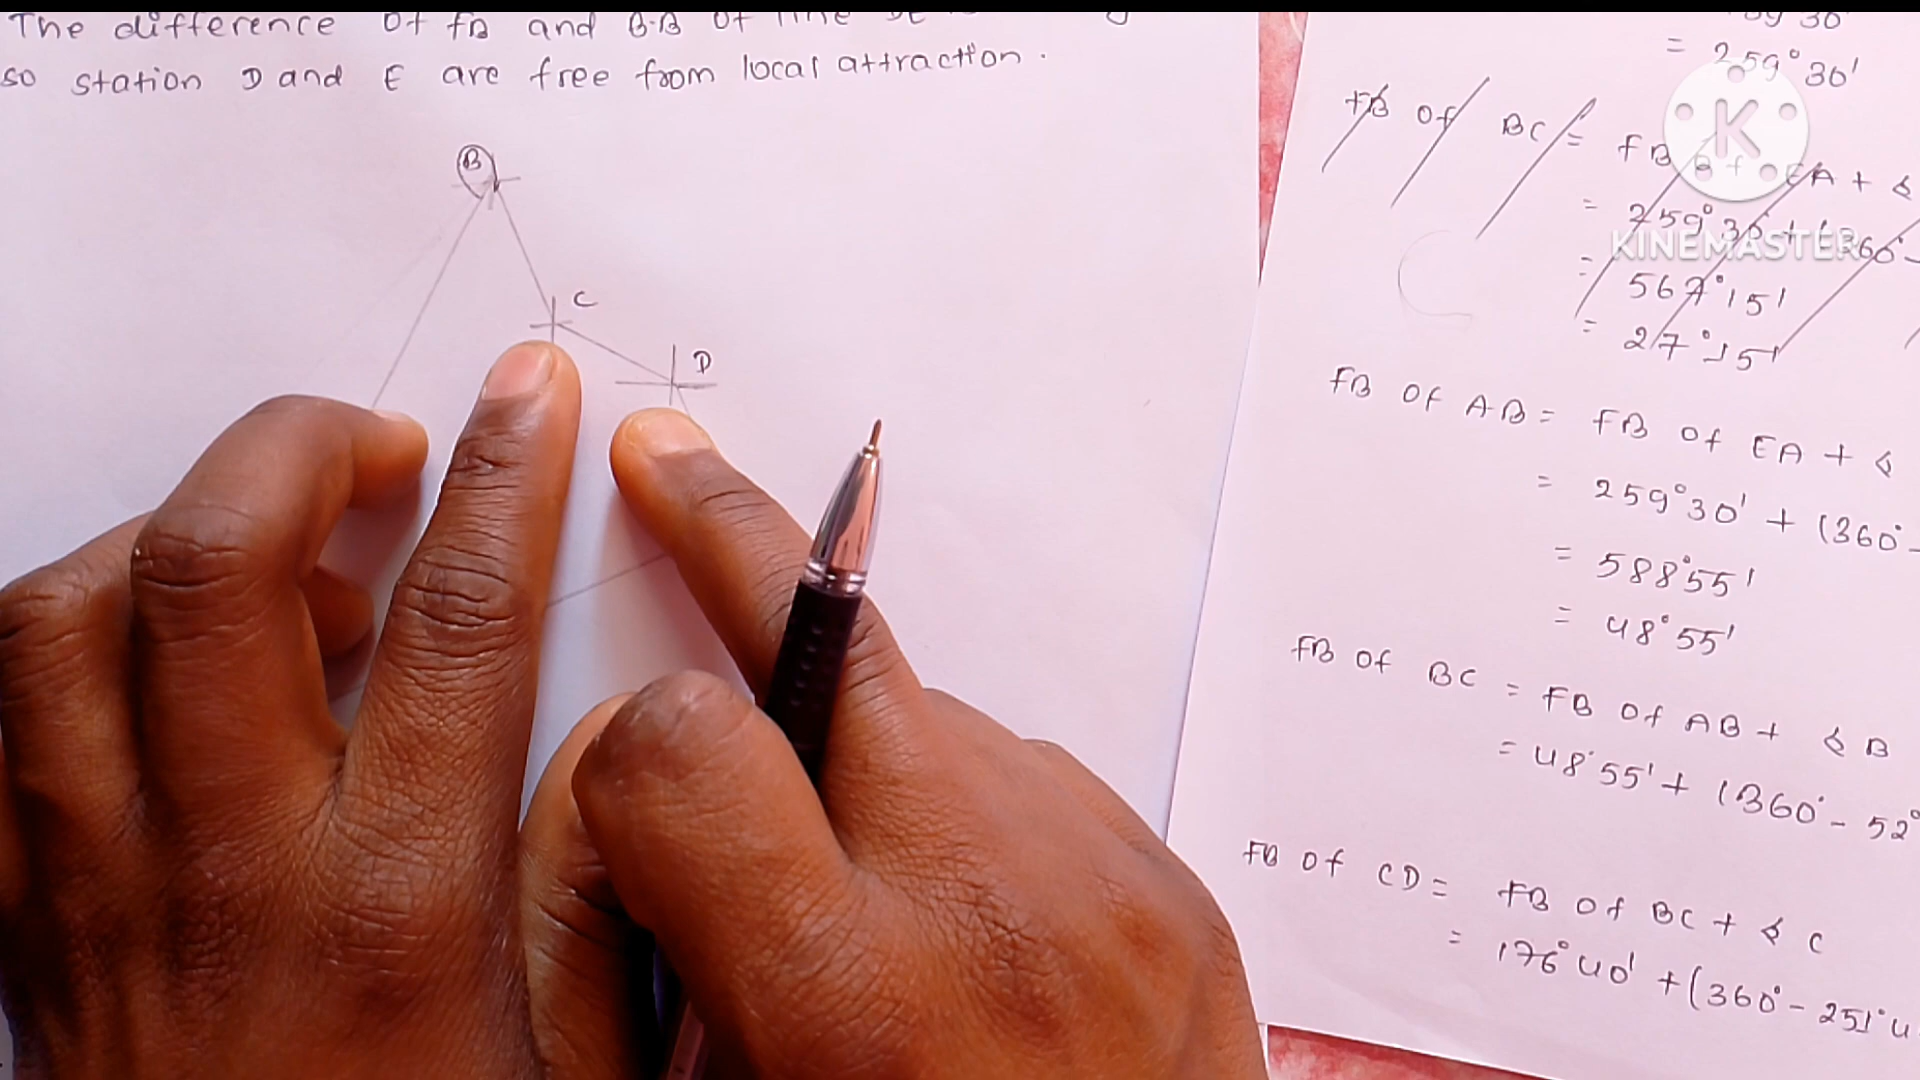 The difference Of FB and B.B Of line
so station D and E are free from local attraction.
B
C
D
30'
= 259°30'
FB Of BC = FB Of EA + ∡
= 259°30' + (360°-
= 567°15'
= 27°15'
FB Of AB = FB Of EA + ∡
= 259°30' + (360°-
= 588°55'
= 48°55'
FB Of BC = FB Of AB + ∡ B
= 48°55' + (360° - 52°
FB Of CD = FB Of BC + ∡ C
= 176°40' + (360° - 251°4
K
KINEMASTER